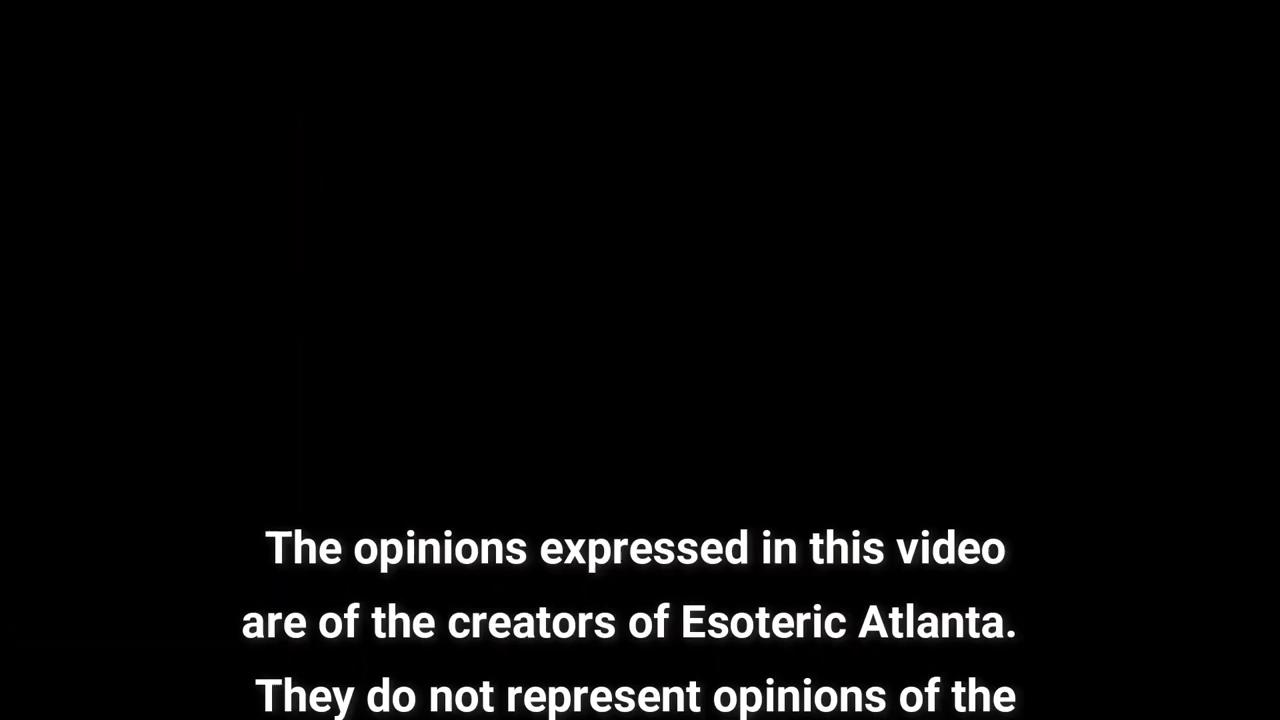 The opinions expressed in this video
are of the creators of Esoteric Atlanta.
They do not represent opinions of the